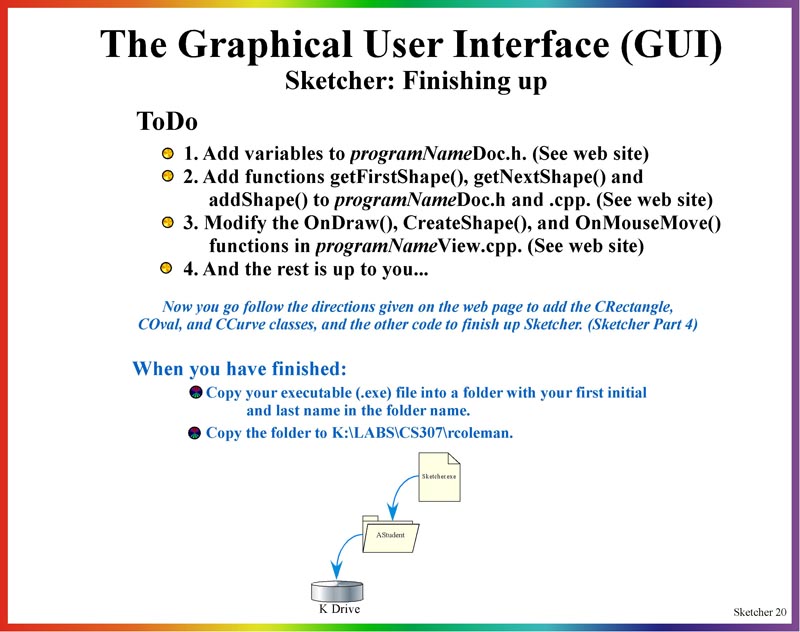 The Graphical User Interface (GUI)
Sketcher: Finishing up
ToDo
1. Add variables to programNameDoc.h. (See web site)
2. Add functions getFirstShape(), getNextShape() and
addShape() to programNameDoc.h and .cpp. (See web site)
3. Modify the OnDraw(), CreateShape(), and OnMouseMove()
functions in programNameView.cpp. (See web site)
4. And the rest is up to you...
Now you go follow the directions given on the web page to add the CRectangle,
COval, and CCurve classes, and the other code to finish up Sketcher. (Sketcher Part 4)
When you have finished:
Copy your executable (.exe) file into a folder with your first initial
and last name in the folder name.
Copy the folder to K:\LABS\CS307\rcoleman.
Sketcher.exe
AStudent
K Drive
Sketcher 20